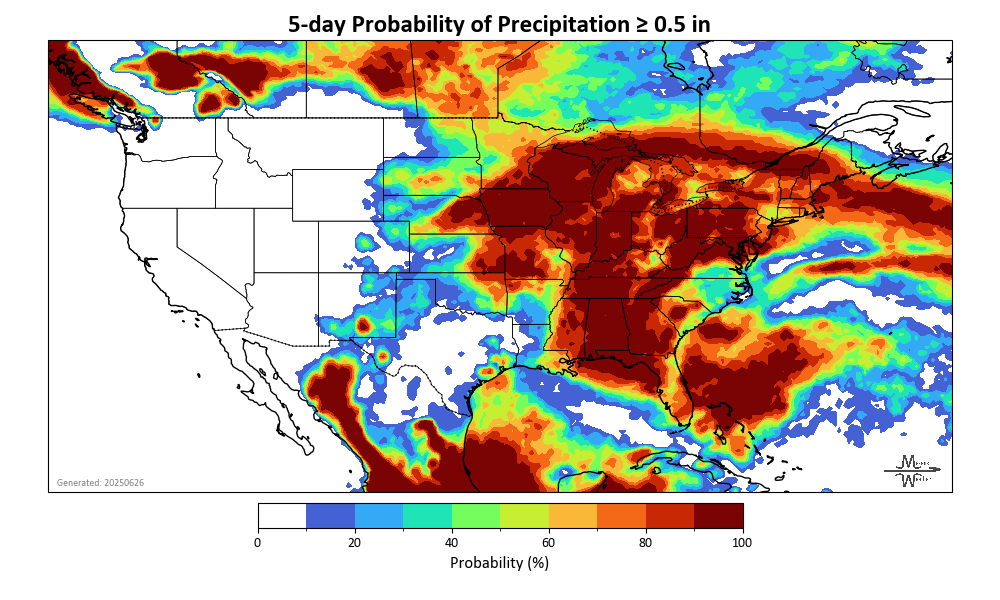 5-day Probability of Precipitation ≥ 0.5 in
Generated: 20250626
0 20 40 60 80 100
Probability (%)